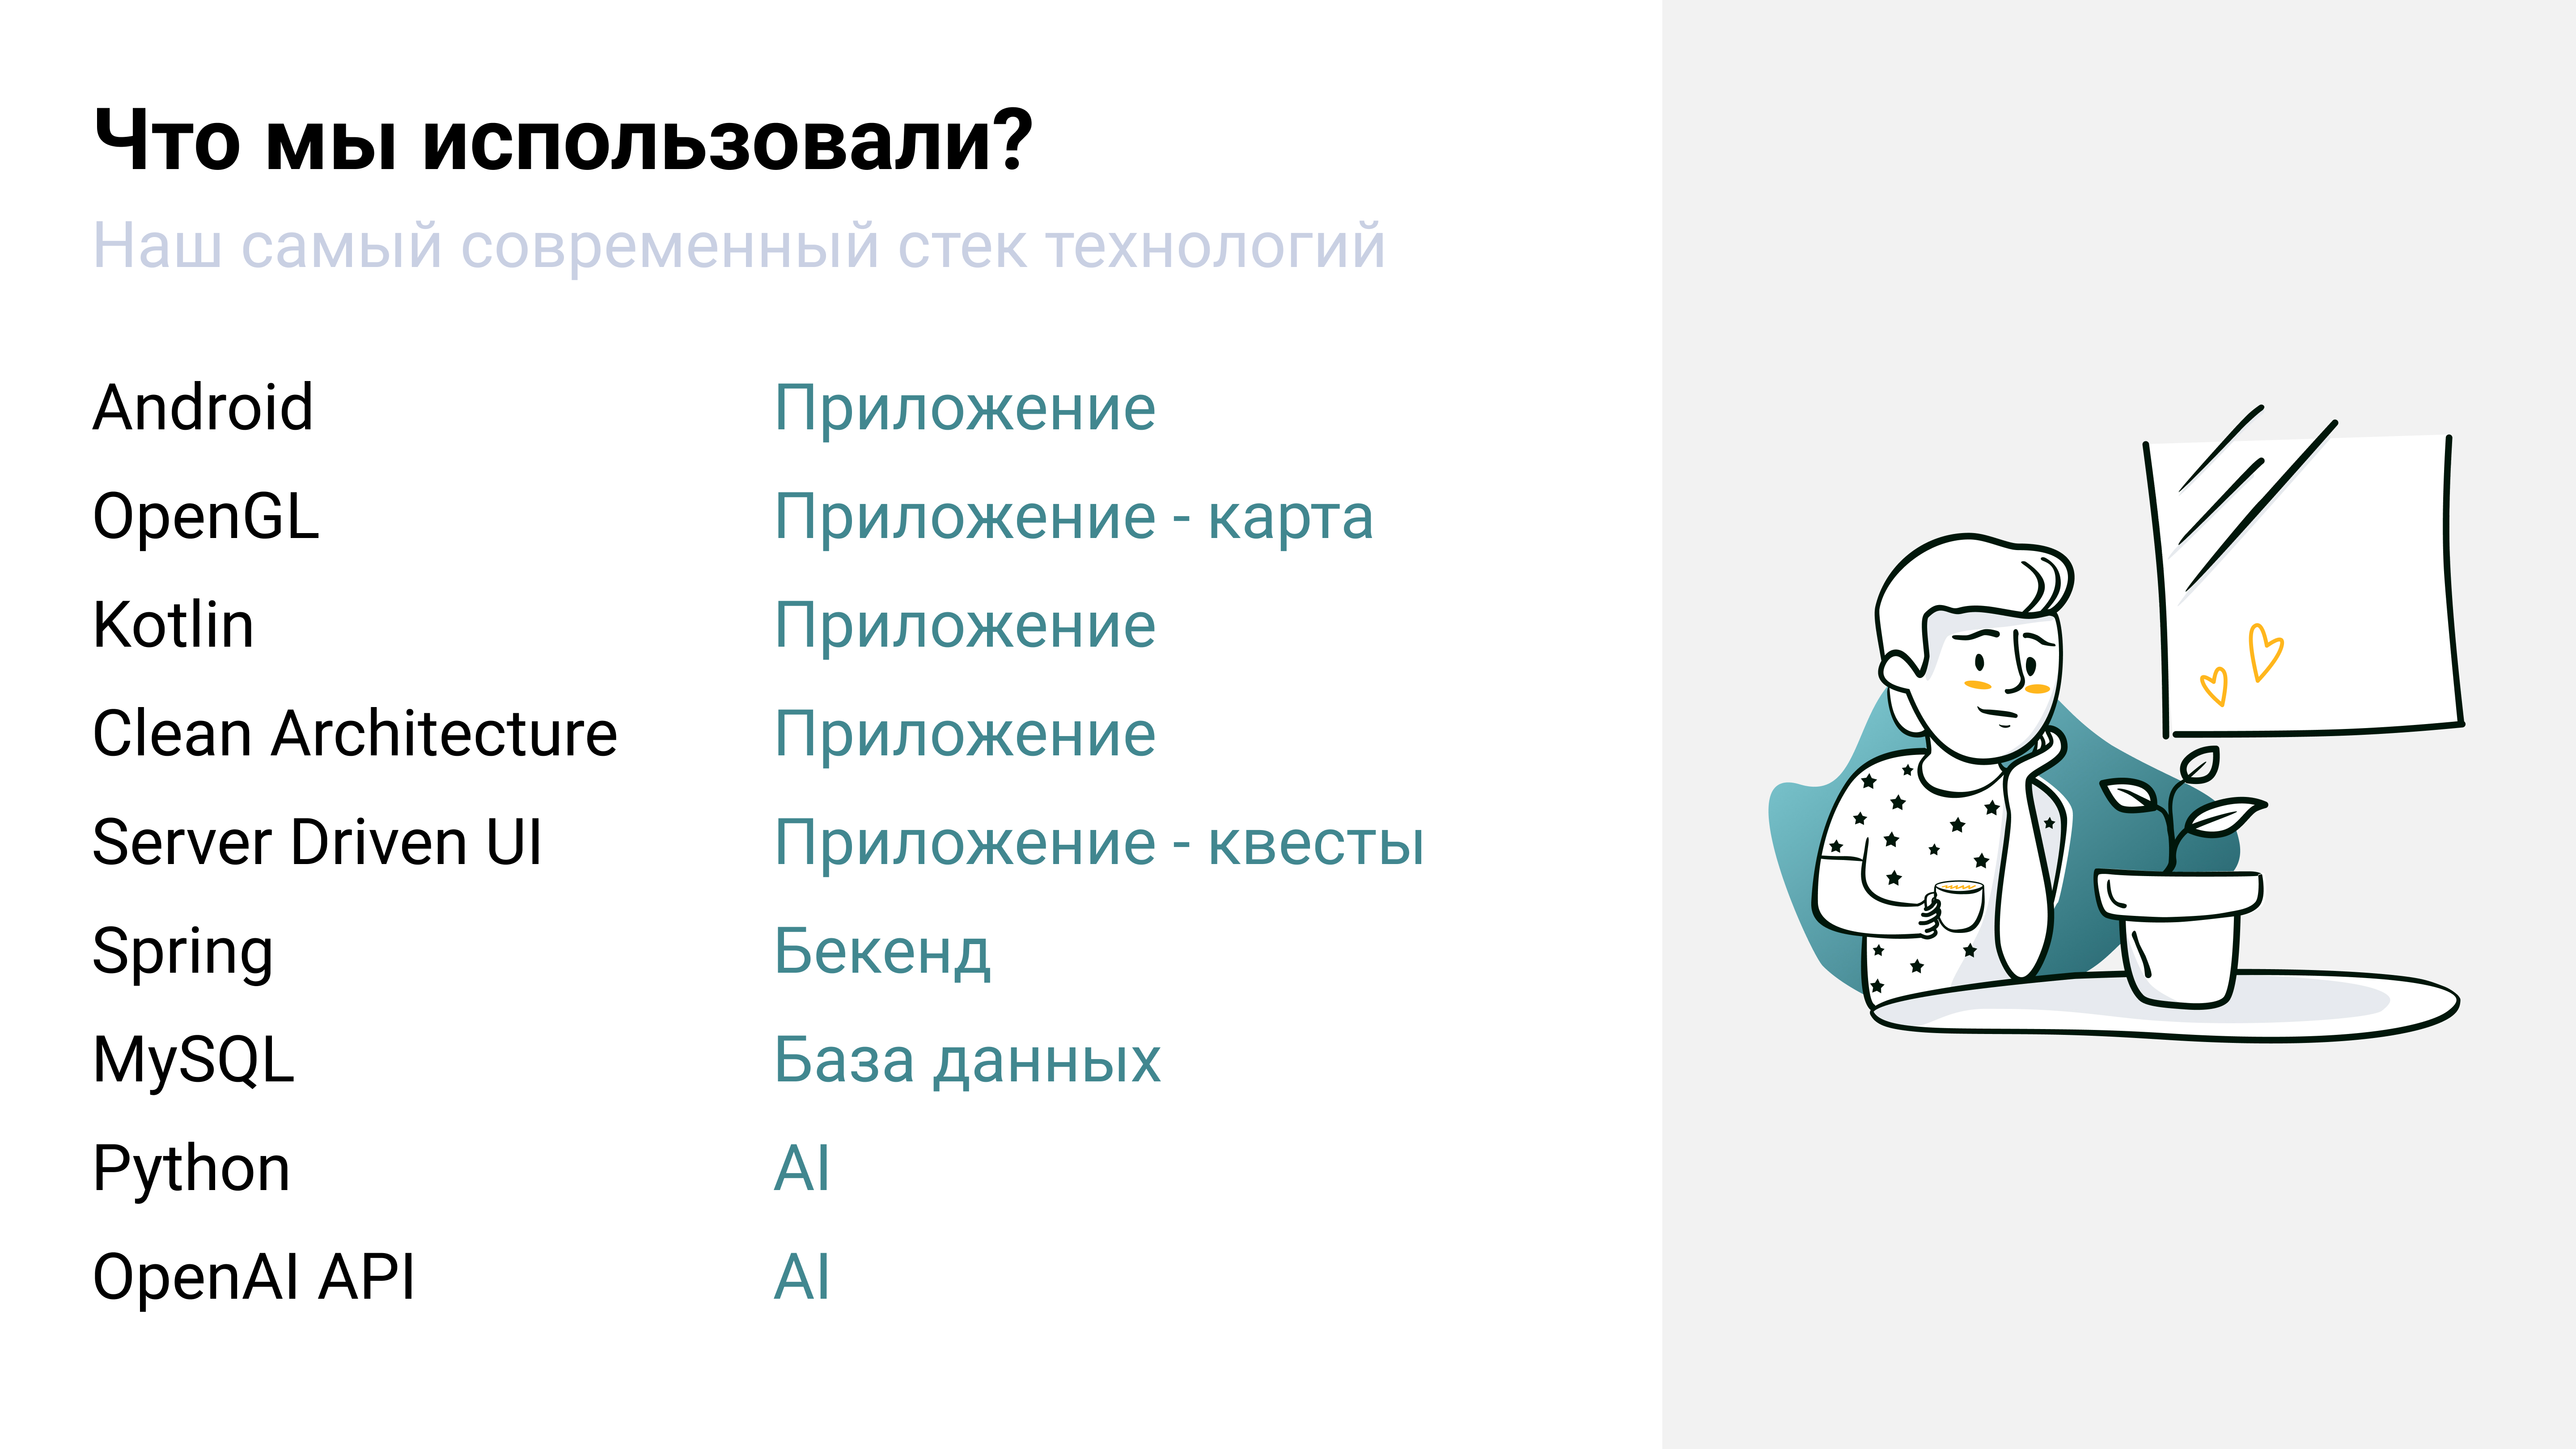 Что мы использовали?
Наш самый современный стек технологий
Android Приложение
OpenGL Приложение - карта
Kotlin Приложение
Clean Architecture Приложение
Server Driven UI Приложение - квесты
Spring Бекенд
MySQL База данных
Python AI
OpenAI API AI